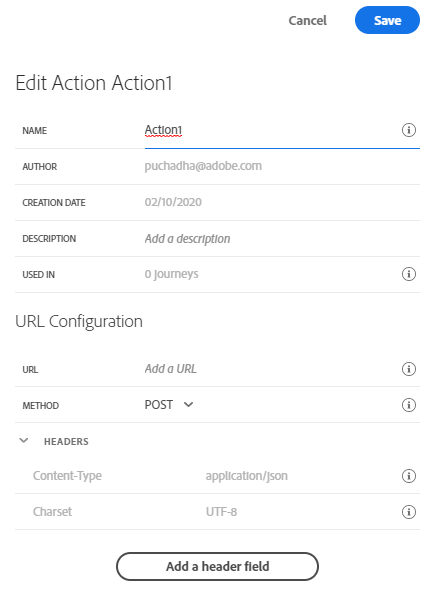 Cancel Save
Edit Action Action1
NAME Action1
AUTHOR puchadha@adobe.com
CREATION DATE 02/10/2020
DESCRIPTION Add a description
USED IN 0 journeys
URL Configuration
URL Add a URL
METHOD POST
HEADERS
Content-Type application/json
Charset UTF-8
Add a header field